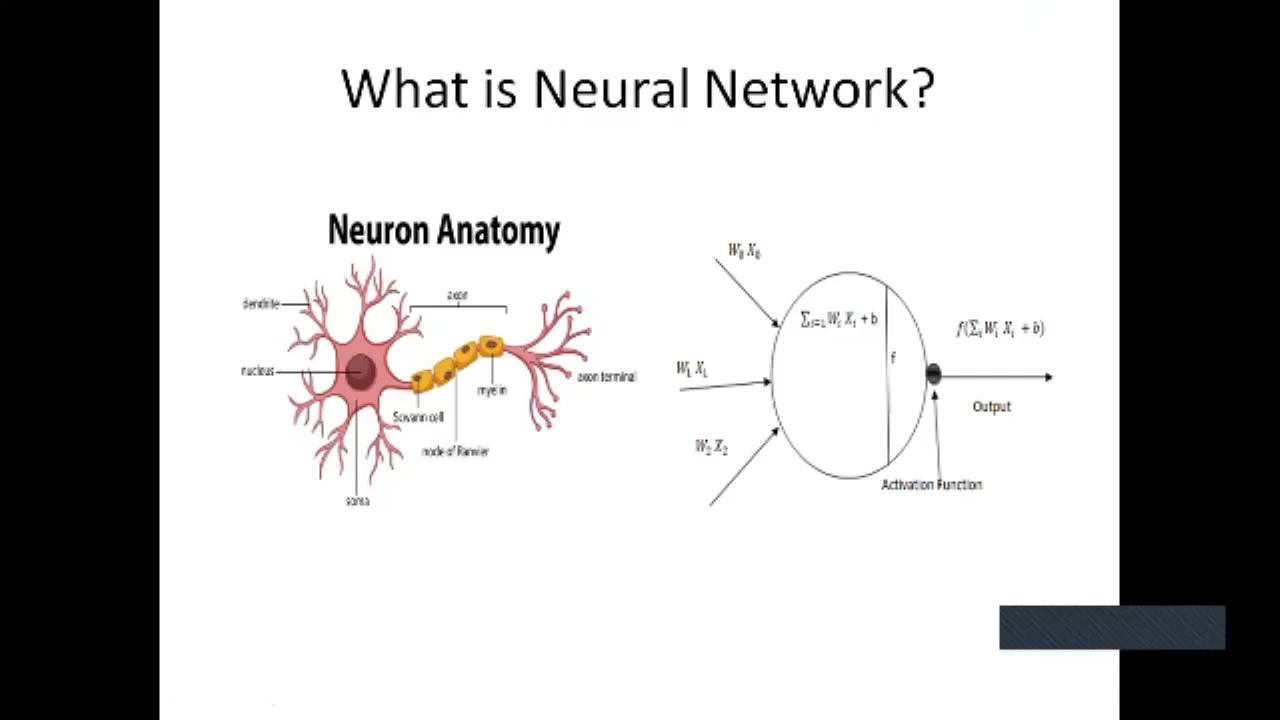 What is Neural Network?
Neuron Anatomy
dendrite
axon
nucleus
axon terminal
myelin
Scwann cell
node of Ranvier
soma
W₀ X₀
W₁ X₁
W₂ X₂
∑ᵢ₌₁ Wᵢ Xᵢ + b
f
f(∑ᵢ Wᵢ Xᵢ + b)
Output
Activation Function